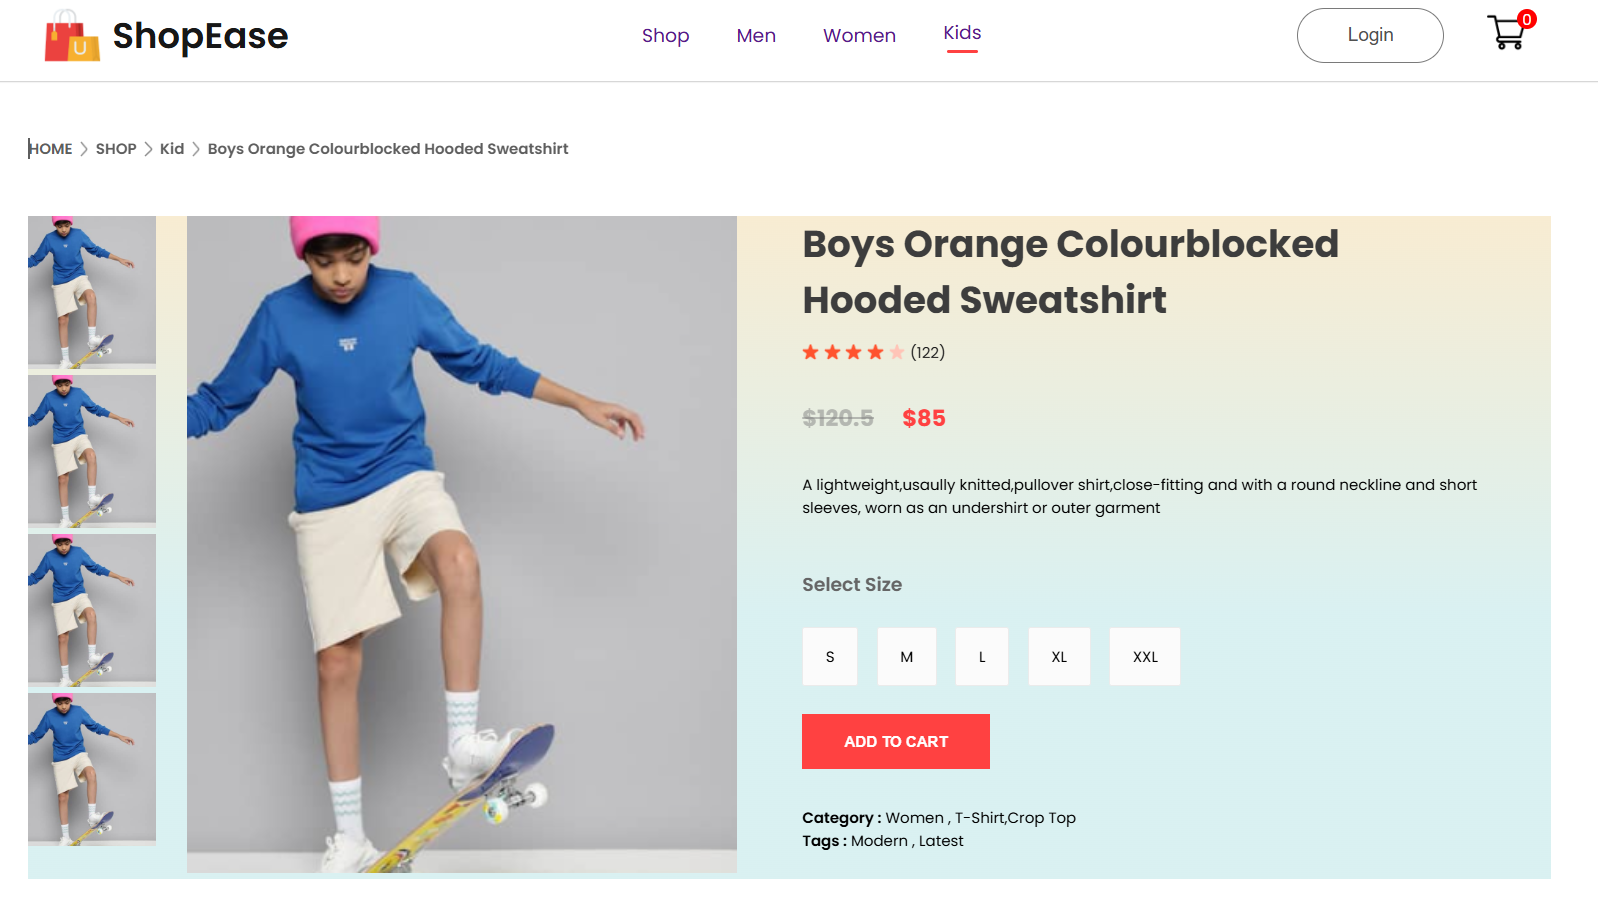 ShopEase
Shop Men Women Kids
Login
0
HOME > SHOP > Kid > Boys Orange Colourblocked Hooded Sweatshirt
Boys Orange Colourblocked
Hooded Sweatshirt
(122)
$120.5 $85
A lightweight,usaully knitted,pullover shirt,close-fitting and with a round neckline and short
sleeves, worn as an undershirt or outer garment
Select Size
S M L XL XXL
ADD TO CART
Category : Women , T-Shirt,Crop Top
Tags : Modern , Latest